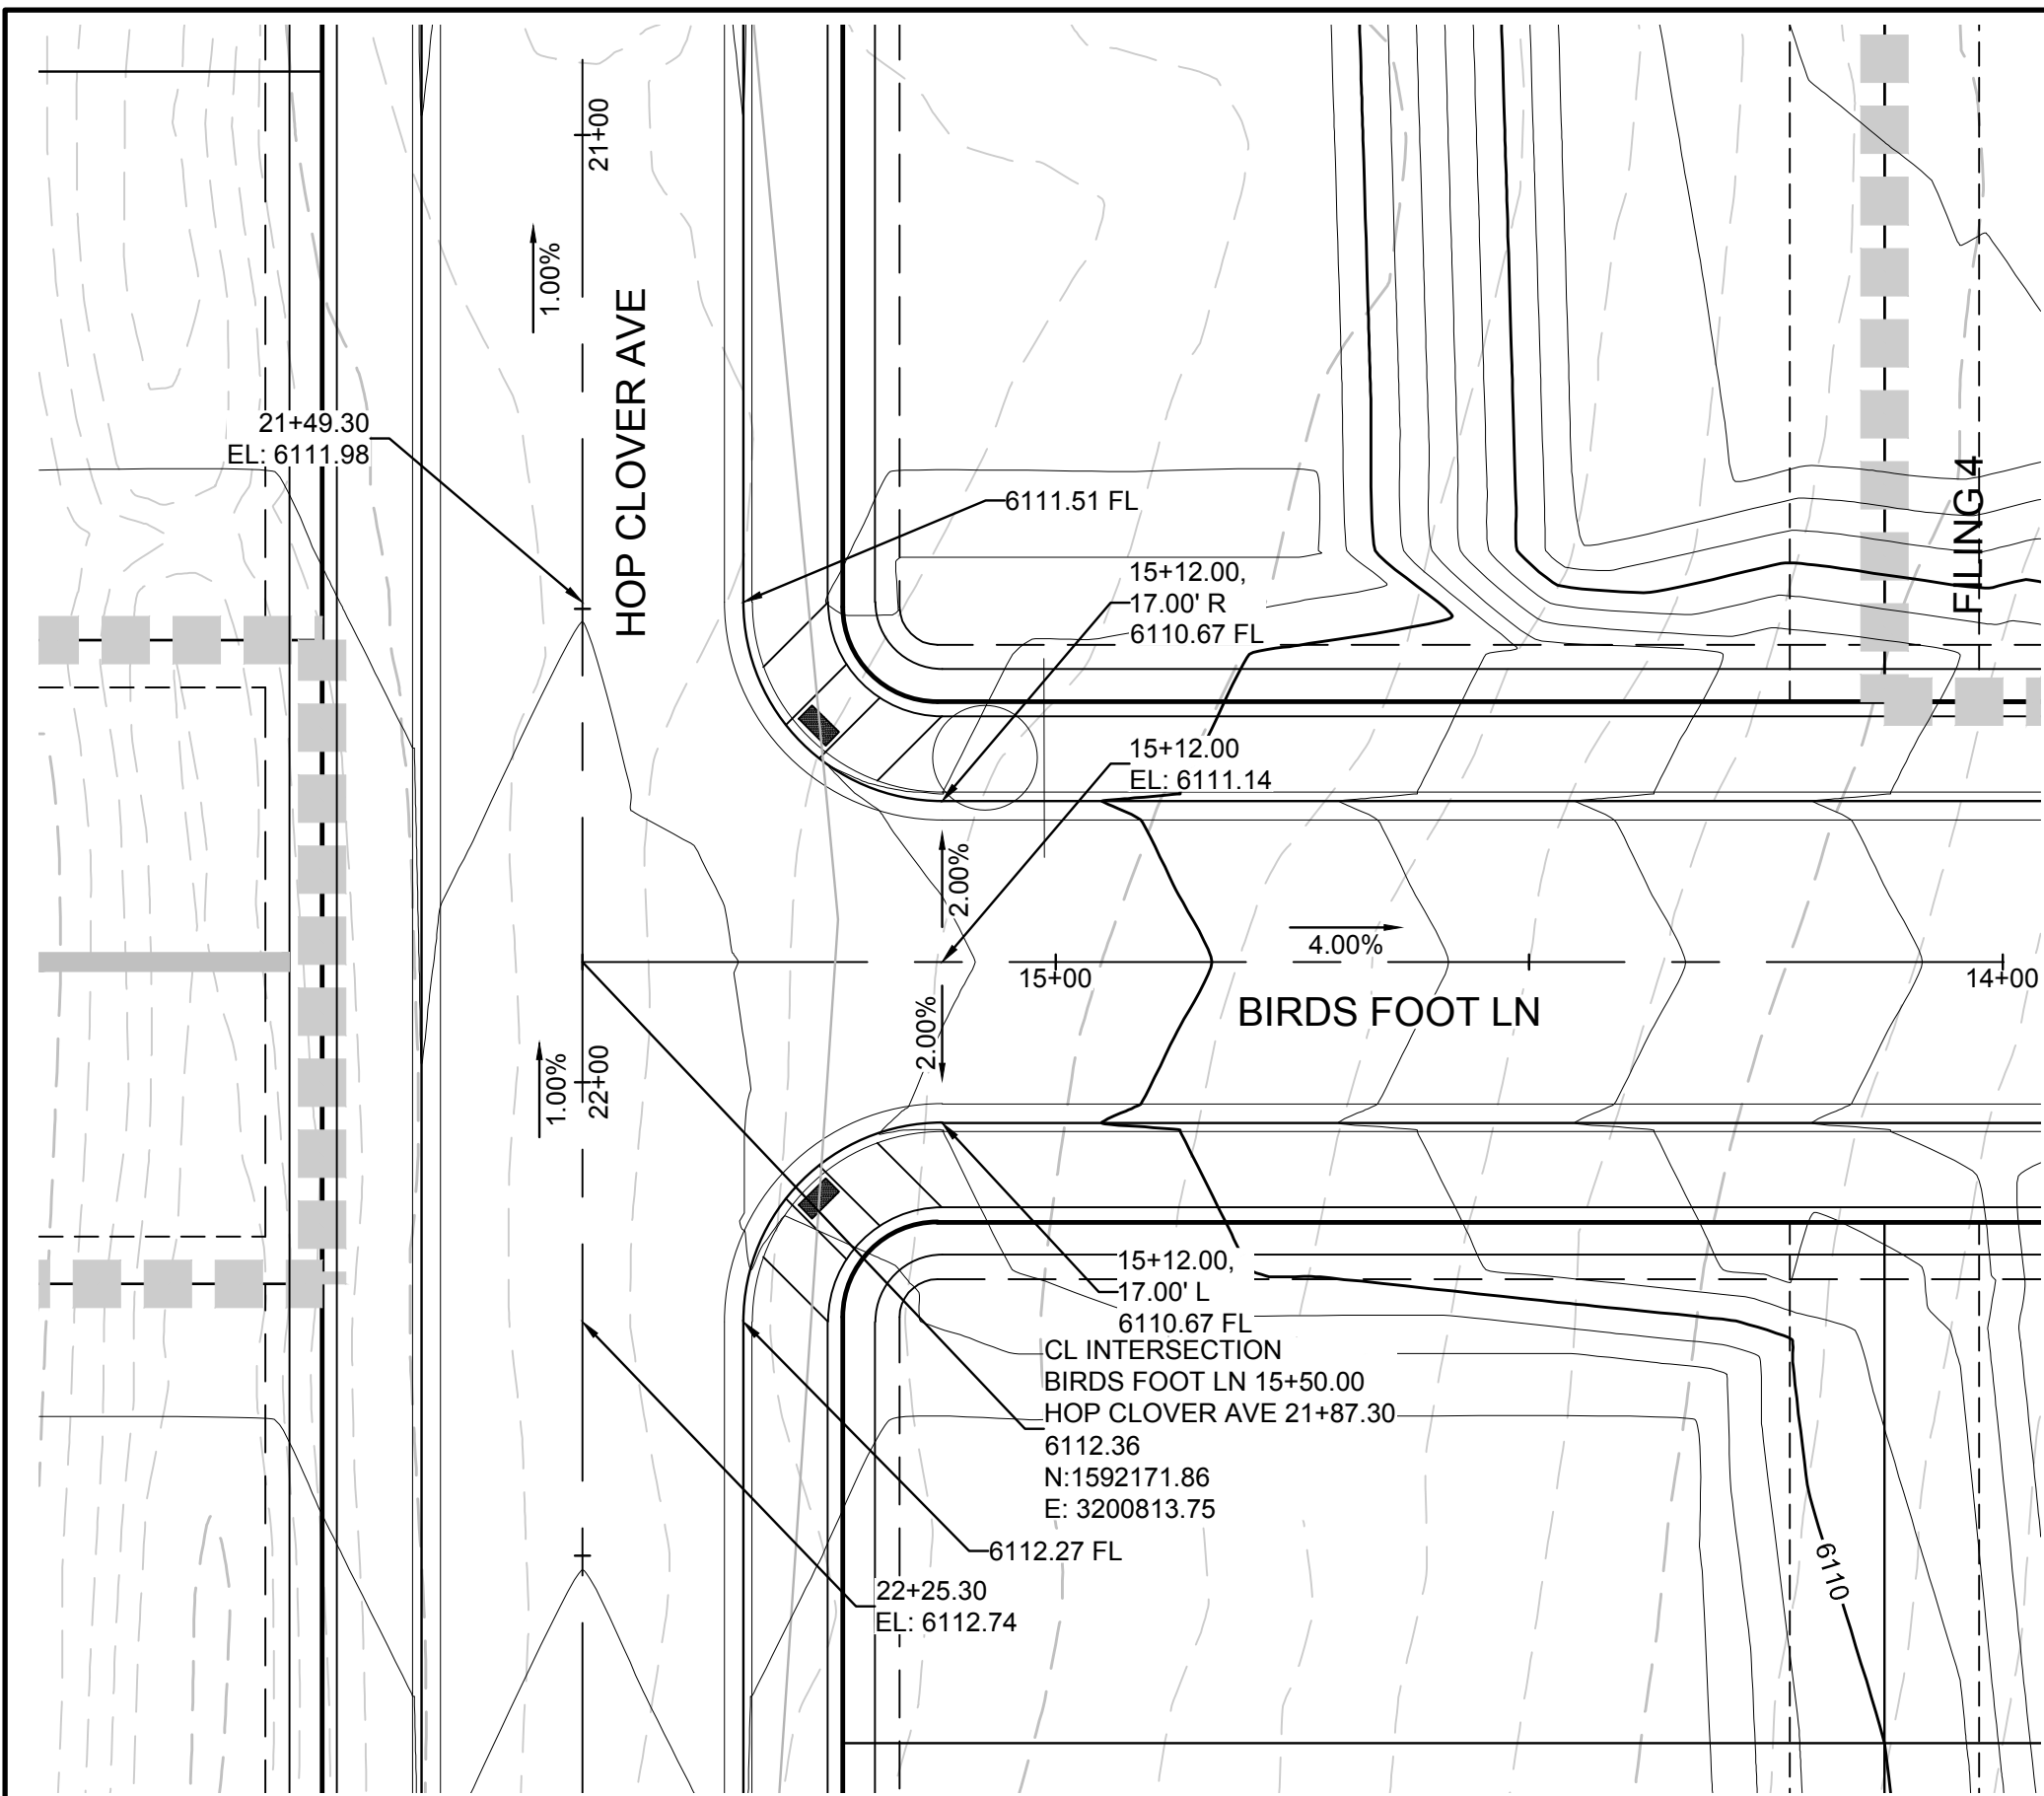 21+00
1.00%
HOP CLOVER AVE
21+49.30
EL: 6111.98
6111.51 FL
15+12.00,
17.00' R
6110.67 FL
FILING 4
15+12.00
EL: 6111.14
2.00%
4.00%
15+00
14+00
BIRDS FOOT LN
2.00%
1.00%
22+00
15+12.00,
17.00' L
6110.67 FL
CL INTERSECTION
BIRDS FOOT LN 15+50.00
HOP CLOVER AVE 21+87.30
6112.36
N:1592171.86
E: 3200813.75
6112.27 FL
22+25.30
EL: 6112.74
6110